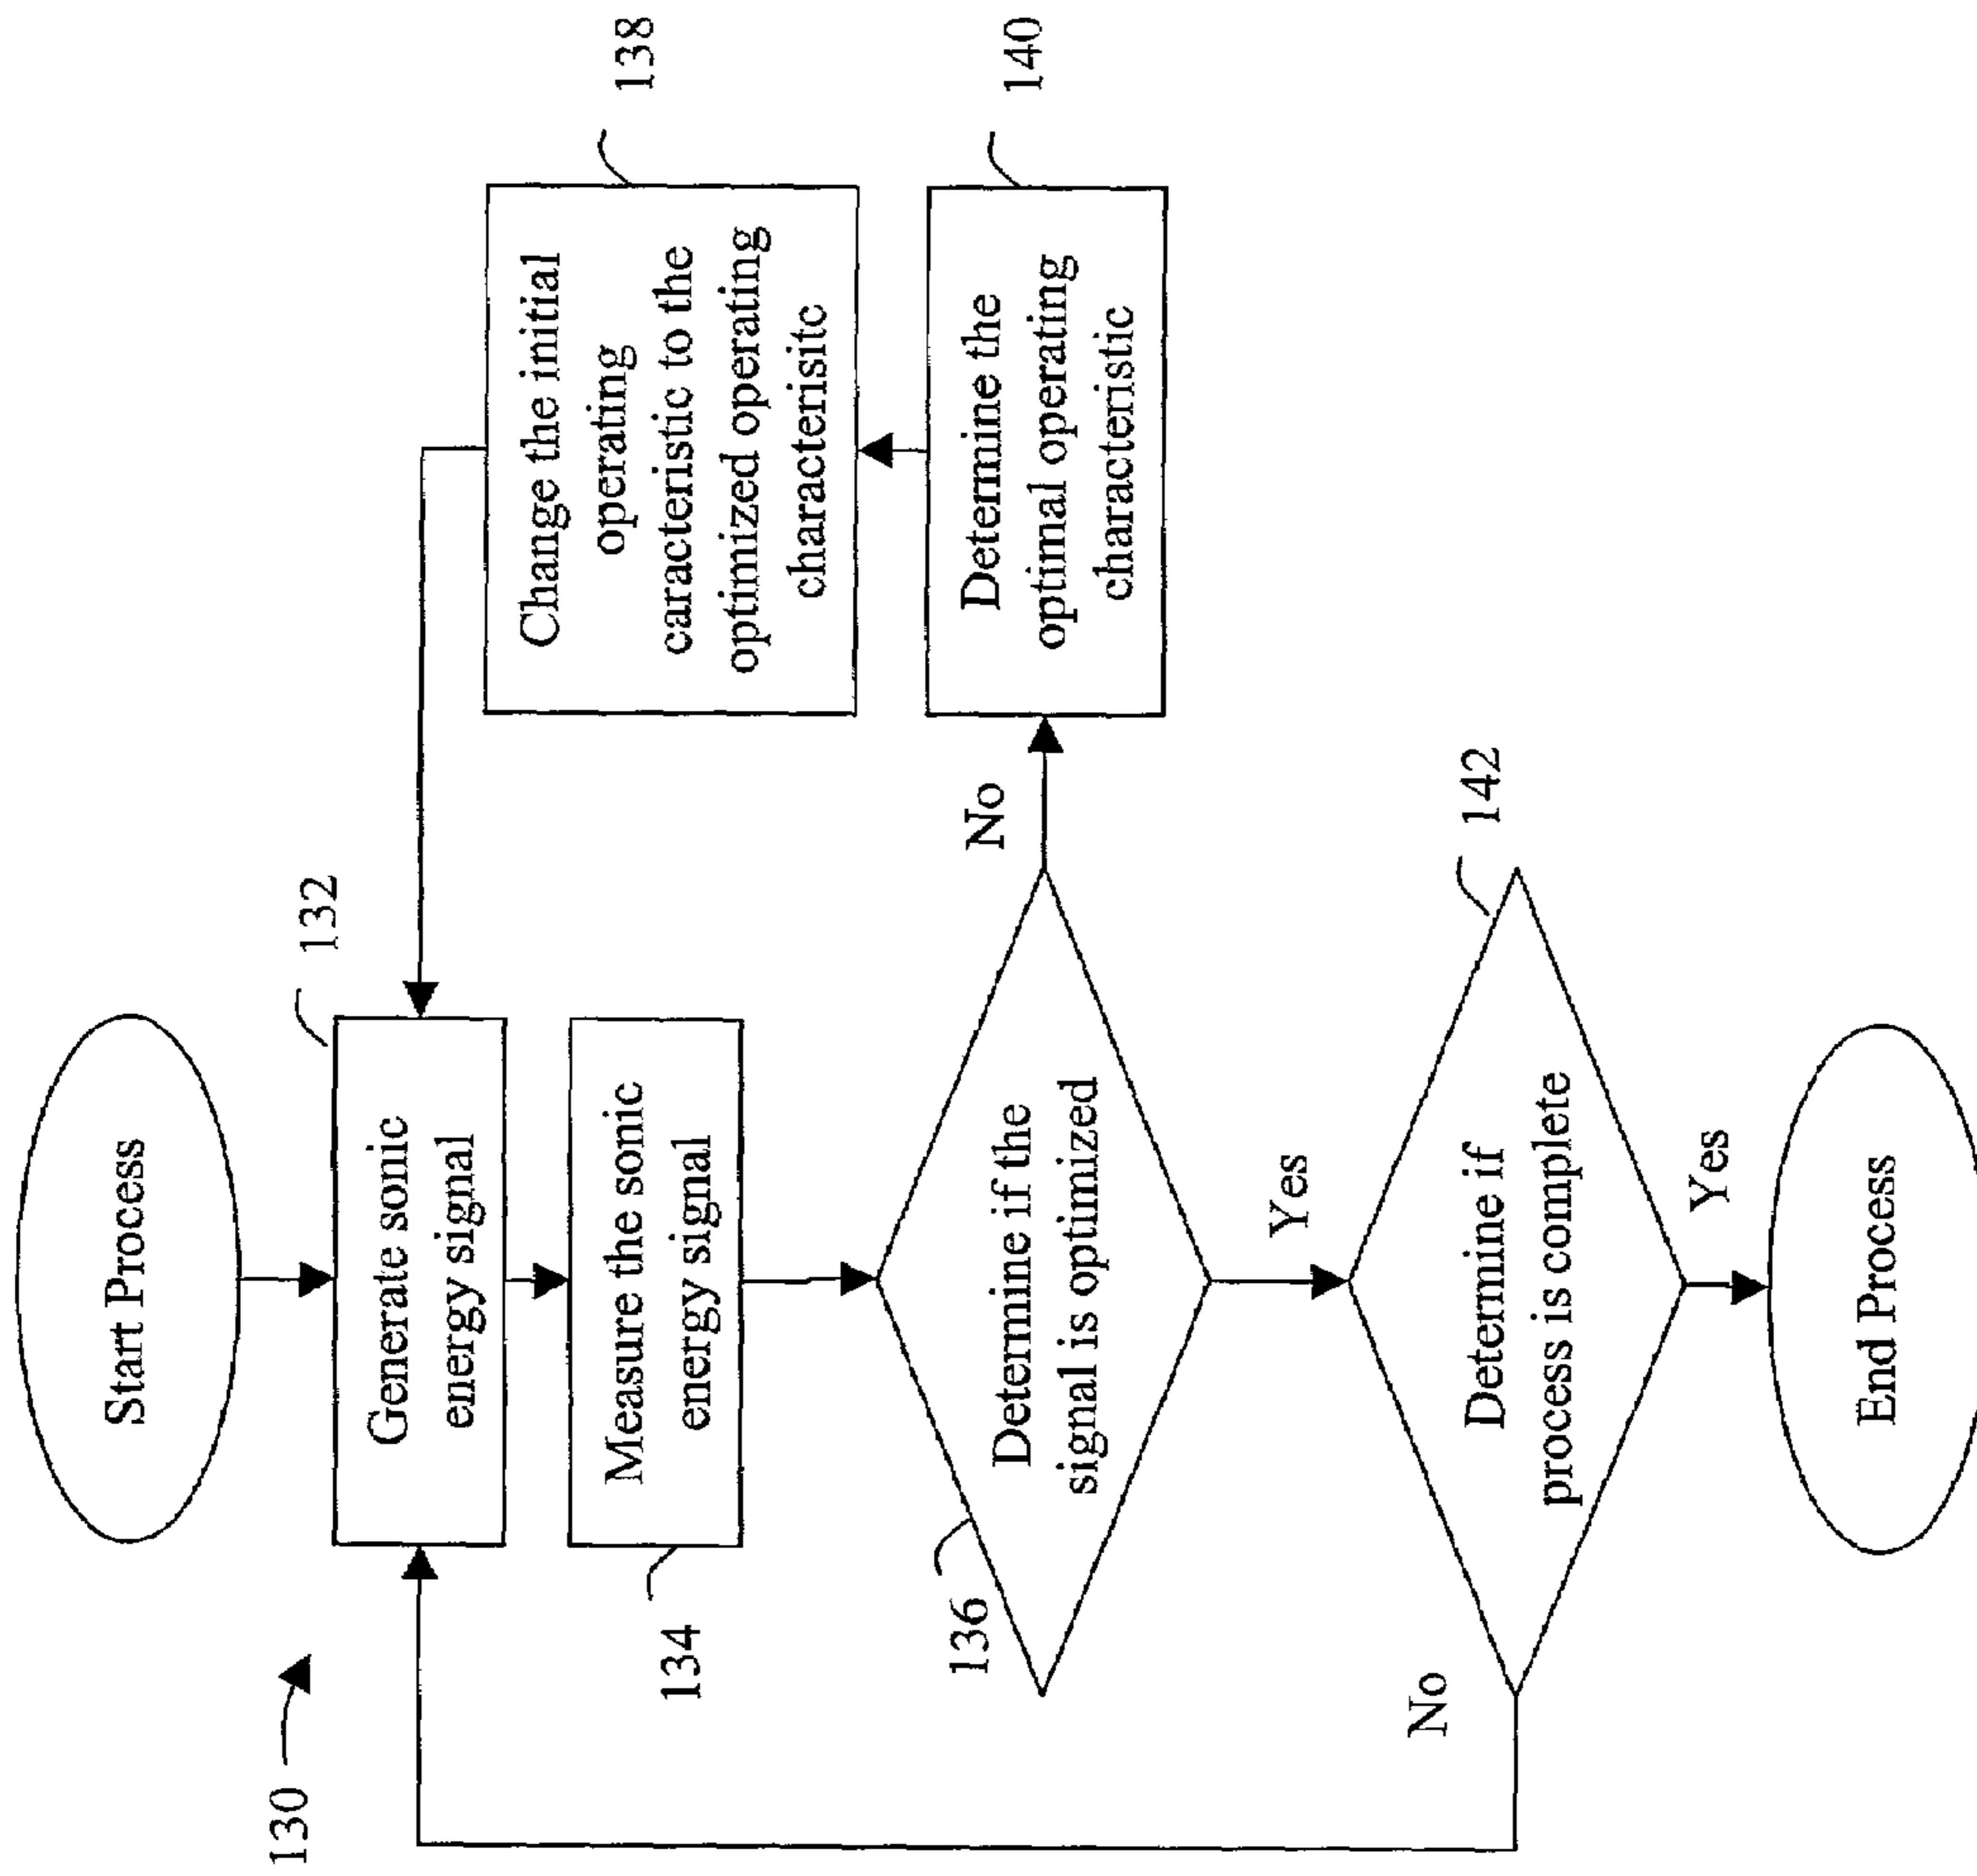 130
Start Process
132
Generate sonic
energy signal
134
Measure the sonic
energy signal
136
Determine if the
signal is optimized
No
Yes
138
Change the initial
operating
caracteristic to the
optimized operating
characterisitc
140
Determine the
optimal operating
characteristic
142
Determine if
process is complete
No
Yes
End Process